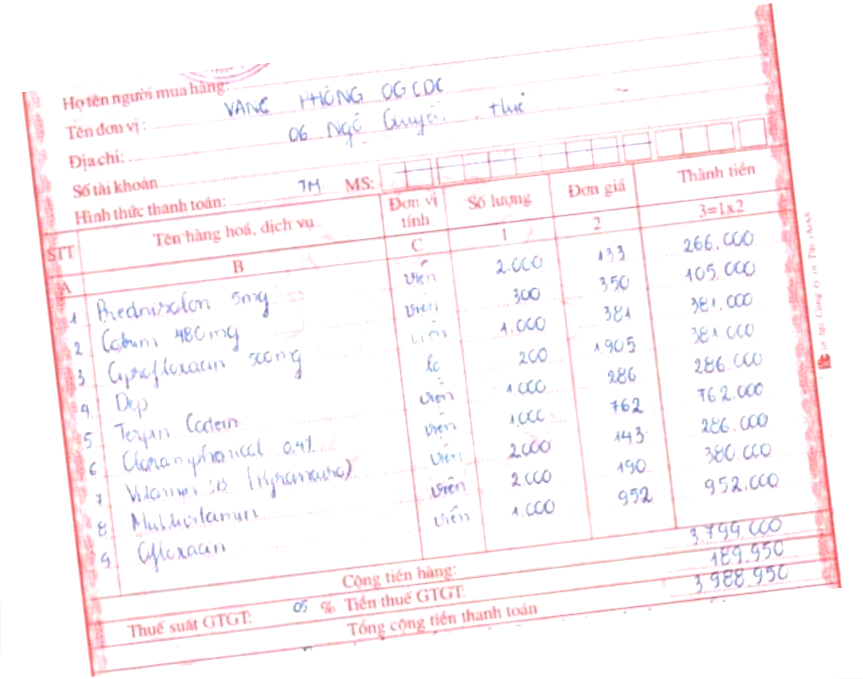 Họ tên người mua hàng:
Tên đơn vị: VĂNG PHÒNG OGCDC
Địa chỉ: 06 Ngô Quyền . Huế
Số tài khoản
Hình thức thanh toán: TM MS:
STT Tên hàng hoá, dịch vụ Đơn vị tính Số lượng Đơn giá Thành tiền
A B C 1 2 3=1x2
1 Prednisolon 5mg viên 2.000 133 266.000
2 Cotrim 480mg viên 300 350 105.000
3 Ciprofloxacin 500mg viên 1.000 381 381.000
4 Dep lọ 200 1.905 381.000
5 Terpin Codein viên 1.000 286 286.000
6 Cloramphenical 0,4% viên 1.000 762 762.000
7 Vitamin viên 2.000 143 286.000
8 Multivitamin viên 2.000 190 380.000
9 Ofloxacin viên 1.000 952 952.000
Cộng tiền hàng: 3.799.000
Thuế suất GTGT: 05 % Tiền thuế GTGT: 189.950
Tổng cộng tiền thanh toán 3.988.950